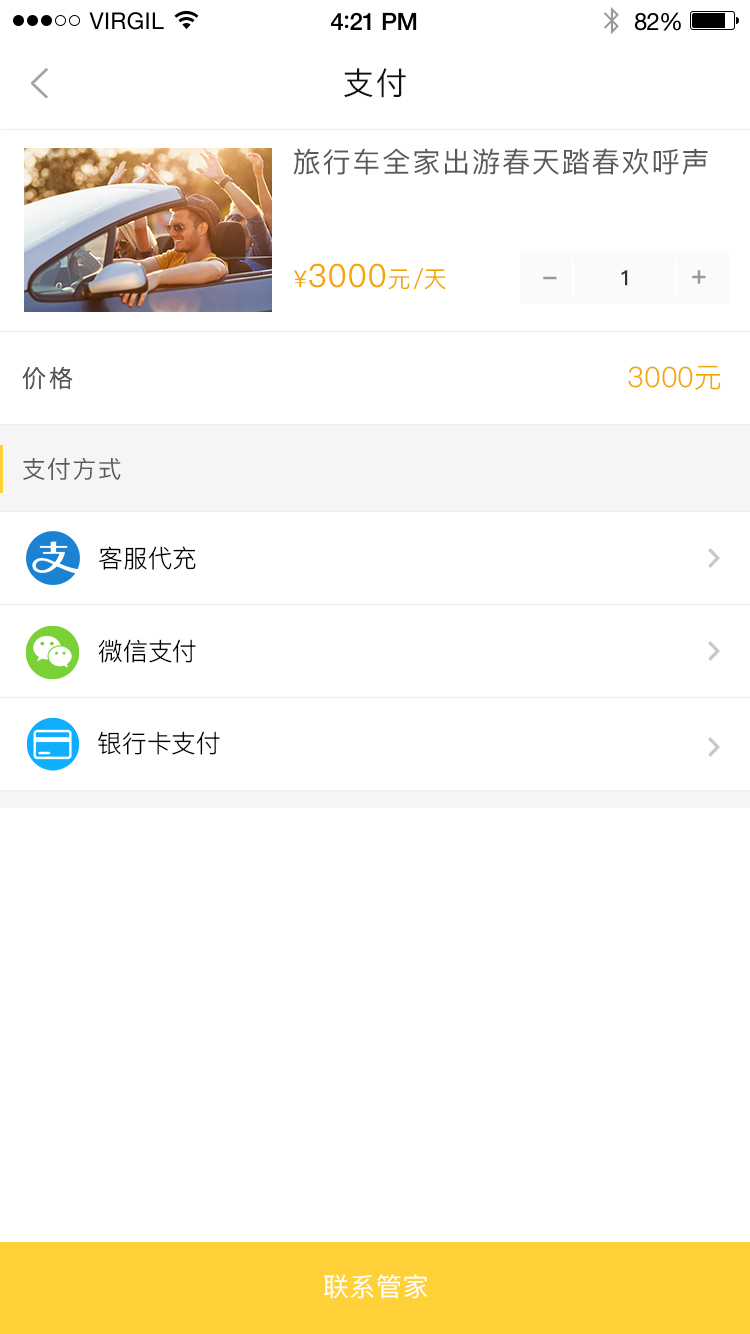 VIRGIL 4:21 PM 82%
支付
旅行车全家出游春天踏春欢呼声
¥3000元/天 − 1 +
价格 3000元
支付方式
支 客服代充
微信支付
银行卡支付
联系管家